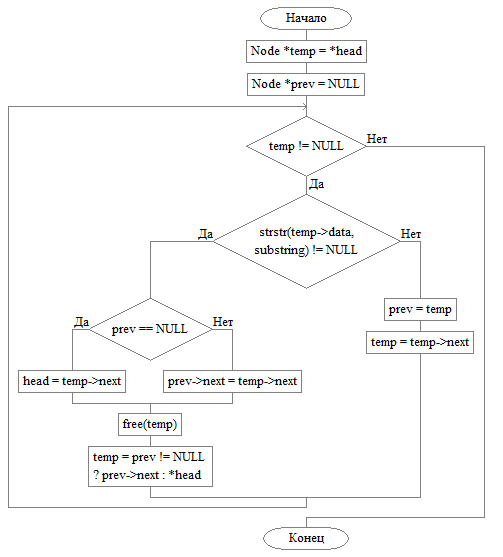 Начало
Node *temp = *head
Node *prev = NULL
temp != NULL
Нет
Да
strstr(temp->data,
substring) != NULL
Да
Нет
prev == NULL
Да
Нет
prev = temp
temp = temp->next
head = temp->next
prev->next = temp->next
free(temp)
temp = prev != NULL
? prev->next : *head
Конец